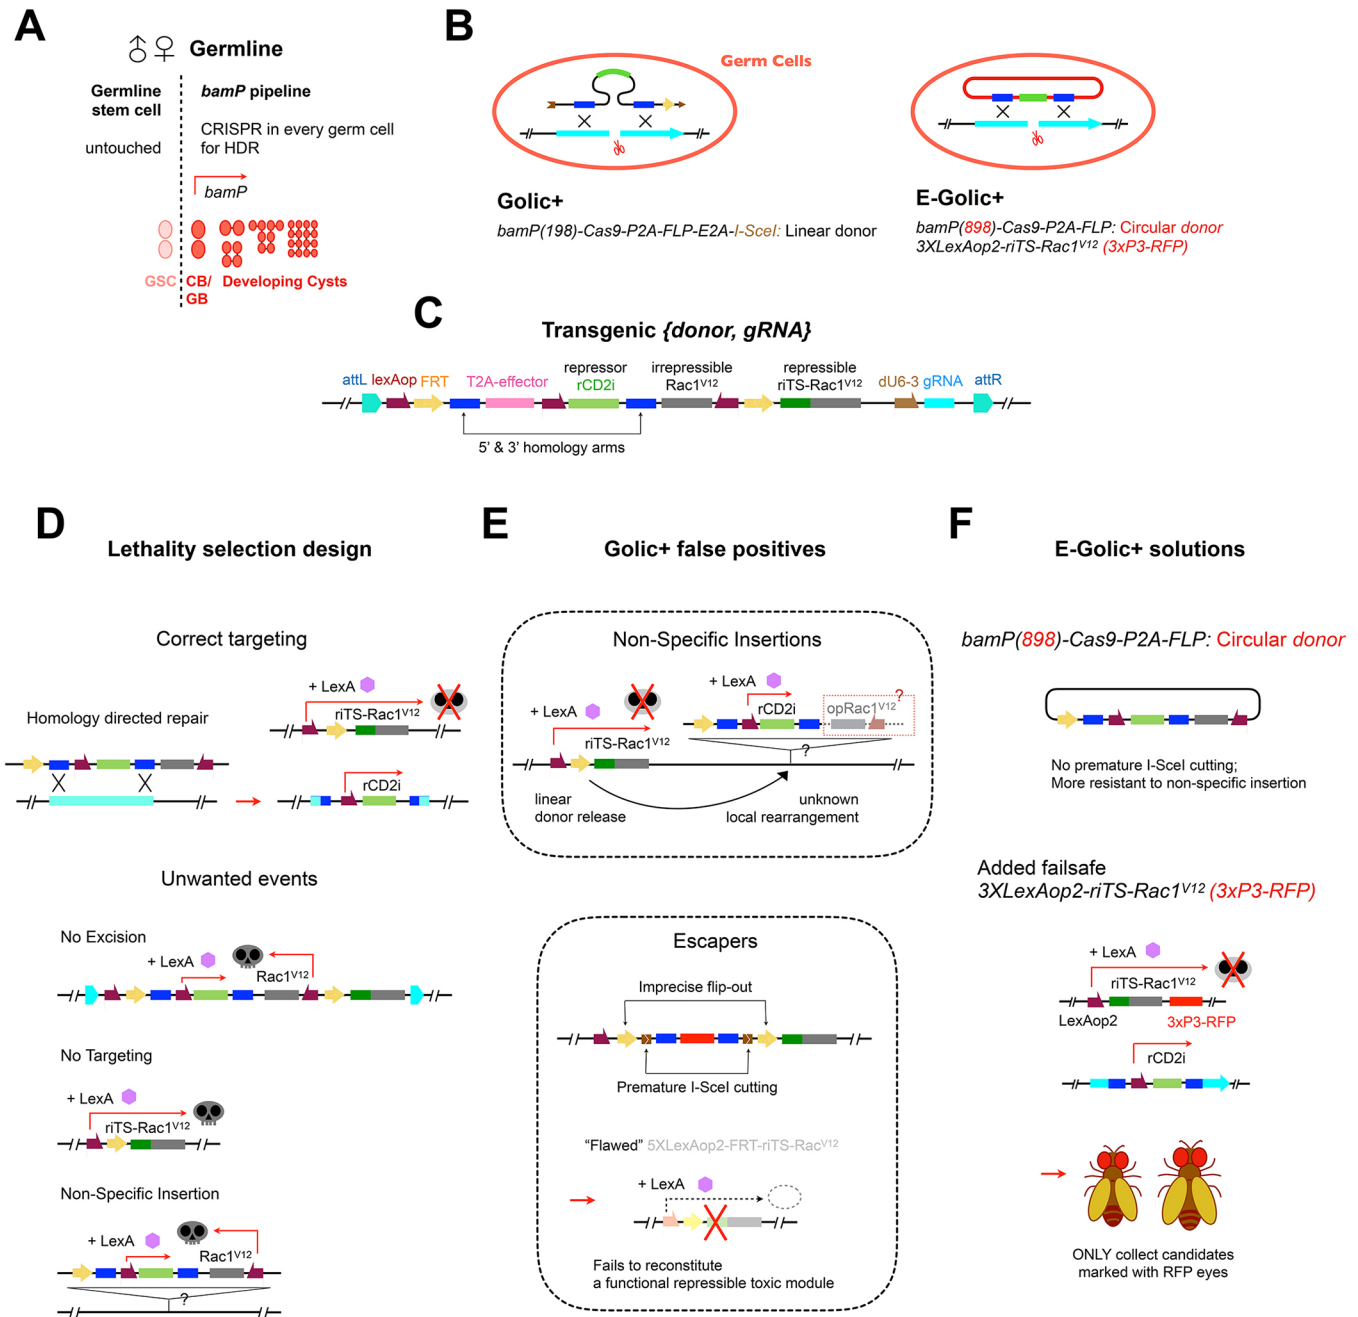 A
♂ ♀ Germline
Germline
stem cell
bamP pipeline
untouched
CRISPR in every germ cell
for HDR
bamP
GSC
CB/
GB
Developing Cysts
B
Germ Cells
Golic+
bamP(198)-Cas9-P2A-FLP-E2A-I-SceI: Linear donor
E-Golic+
bamP(898)-Cas9-P2A-FLP: Circular donor
3XLexAop2-riTS-Rac1V12 (3xP3-RFP)
C
Transgenic {donor, gRNA}
attL
lexAop
FRT
T2A-effector
repressor
rCD2i
irrepressible
Rac1V12
repressible
riTS-Rac1V12
dU6-3
gRNA
attR
5’ & 3’ homology arms
D
Lethality selection design
Correct targeting
Homology directed repair
+ LexA
riTS-Rac1V12
rCD2i
Unwanted events
No Excision
+ LexA
Rac1V12
No Targeting
+ LexA
riTS-Rac1V12
Non-Specific Insertion
+ LexA
Rac1V12
?
E
Golic+ false positives
Non-Specific Insertions
+ LexA
riTS-Rac1V12
+ LexA
rCD2i
opRac1V12
?
?
linear
donor release
unknown
local rearrangement
Escapers
Imprecise flip-out
Premature I-SceI cutting
“Flawed” 5XLexAop2-FRT-riTS-RacV12
+ LexA
Fails to reconstitute
a functional repressible toxic module
F
E-Golic+ solutions
bamP(898)-Cas9-P2A-FLP: Circular donor
No premature I-SceI cutting;
More resistant to non-specific insertion
Added failsafe
3XLexAop2-riTS-Rac1V12 (3xP3-RFP)
+ LexA
riTS-Rac1V12
LexAop2
3xP3-RFP
rCD2i
ONLY collect candidates
marked with RFP eyes